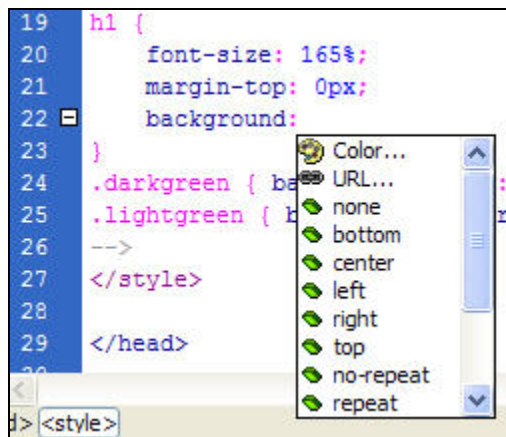 19 h1 {
20 font-size: 165%;
21 margin-top: 0px;
22 background:
23 }
24 .darkgreen { ba :
25 .lightgreen { b r
26 -->
27 </style>
28
29 </head>
Color...
URL...
none
bottom
center
left
right
top
no-repeat
repeat
d> <style>